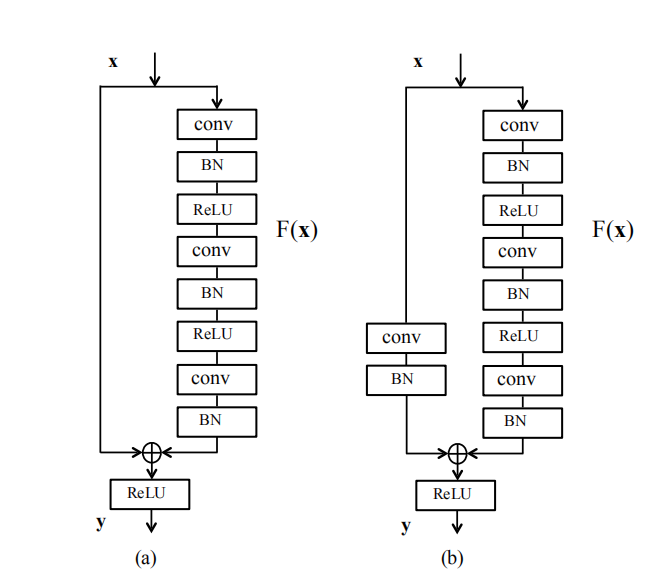 x
conv
BN
ReLU
F(x)
conv
BN
ReLU
conv
BN
ReLU
y
(a)
x
conv
BN
ReLU
F(x)
conv
BN
ReLU
conv
BN
conv
BN
ReLU
y
(b)